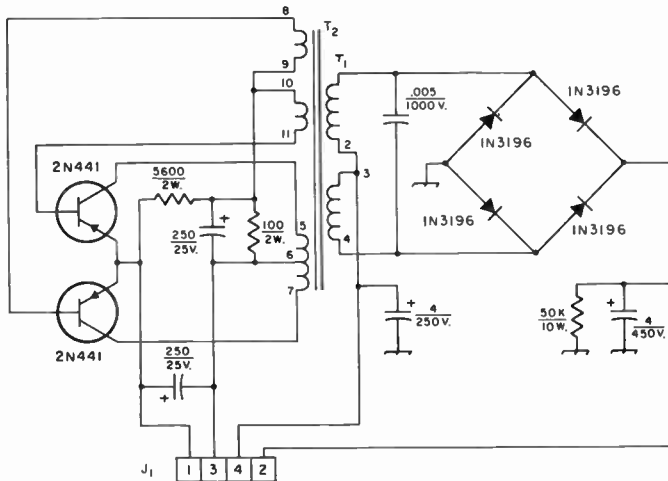 8
T2
9
10
T1
.005
1000 V.
1N3196
1N3196
11
2
2N441
5600
2W.
3
+
250
25V.
100
2W.
5
6
7
4
1N3196
1N3196
+
4
250V.
50K
10W.
+
4
450V.
2N441
250
25V.
+
J1
1
3
4
2